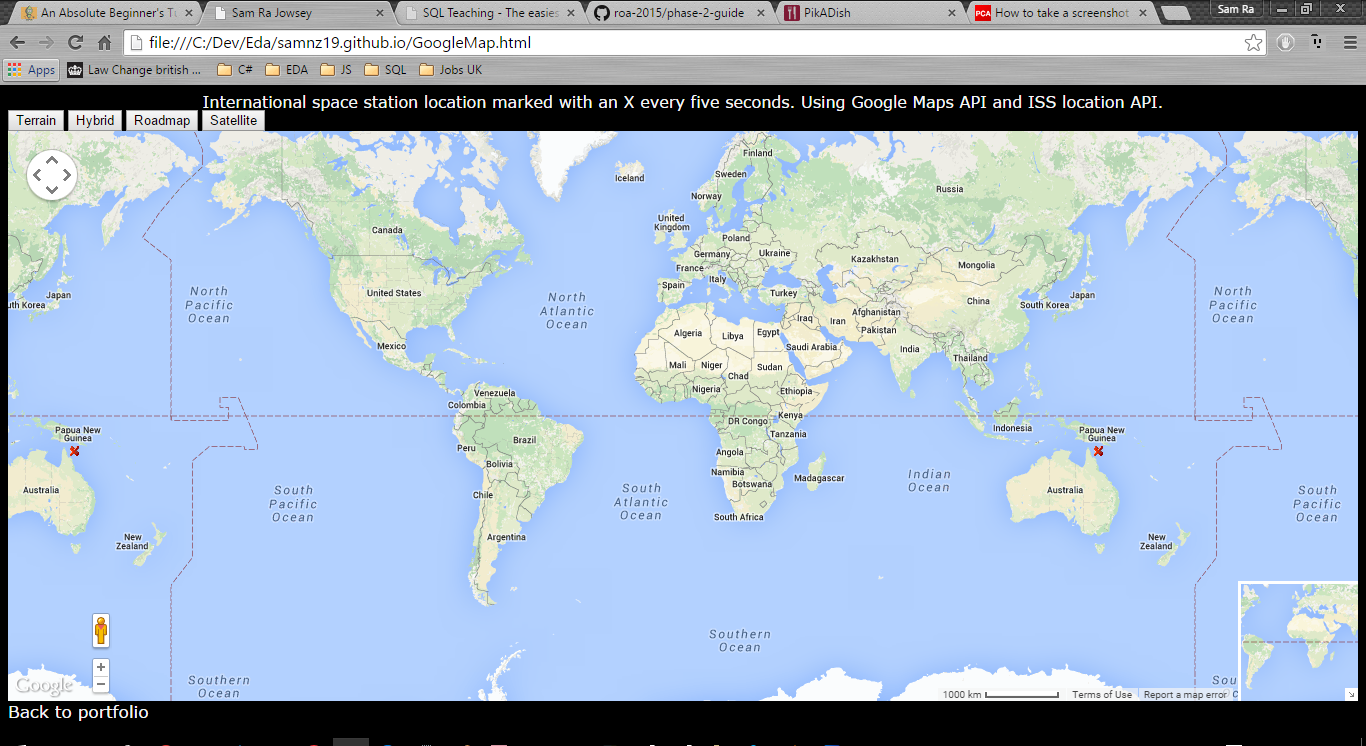 An Absolute Beginner's Tu
Sam Ra Jowsey
SQL Teaching - The easies
roa-2015/phase-2-guide
PikADish
How to take a screenshot
Sam Ra
file:///C:/Dev/Eda/samnz19.github.io/GoogleMap.html
Apps
Law Change british ...
C#
EDA
JS
SQL
Jobs UK
International space station location marked with an X every five seconds. Using Google Maps API and ISS location API.
Terrain
Hybrid
Roadmap
Satellite
Finland
Iceland
Sweden
Russia
Norway
United
Kingdom
Canada
Poland
Germany
Ukraine
Kazakhstan
Mongolia
France
Italy
Spain
Turkey
Japan
uth Korea
North
Pacific
Ocean
United States
North
Atlantic
Ocean
China
South Korea
Japan
North
Pacific
Ocean
Iraq
Iran
Afghanistan
Pakistan
Algeria
Libya
Egypt
Saudi Arabia
India
Mexico
Thailand
Mali
Niger
Chad
Sudan
Nigeria
Ethiopia
Venezuela
Colombia
Kenya
DR Congo
Tanzania
Indonesia
Papua New
Guinea
Papua New
Guinea
Brazil
Peru
Angola
Bolivia
Namibia
Botswana
Madagascar
Indian
Ocean
Australia
Australia
South
Pacific
Ocean
Chile
South
Atlantic
Ocean
South
Pacific
Ocean
South Africa
Argentina
New
Zealand
New
Zealand
Southern
Ocean
Southern
Ocean
Sou
Google
1000 km
Terms of Use
Report a map error
Back to portfolio